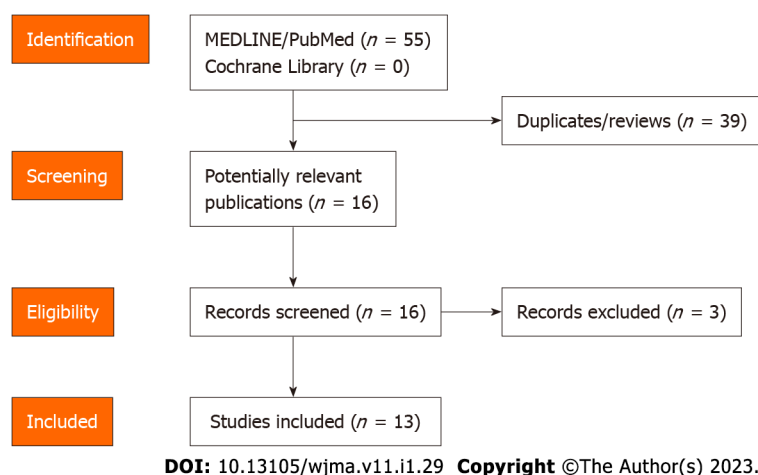 Identification
MEDLINE/PubMed (n = 55)
Cochrane Library (n = 0)
Duplicates/reviews (n = 39)
Screening
Potentially relevant
publications (n = 16)
Eligibility
Records screened (n = 16)
Records excluded (n = 3)
Included
Studies included (n = 13)
DOI: 10.13105/wjma.v11.i1.29 Copyright ©The Author(s) 2023.